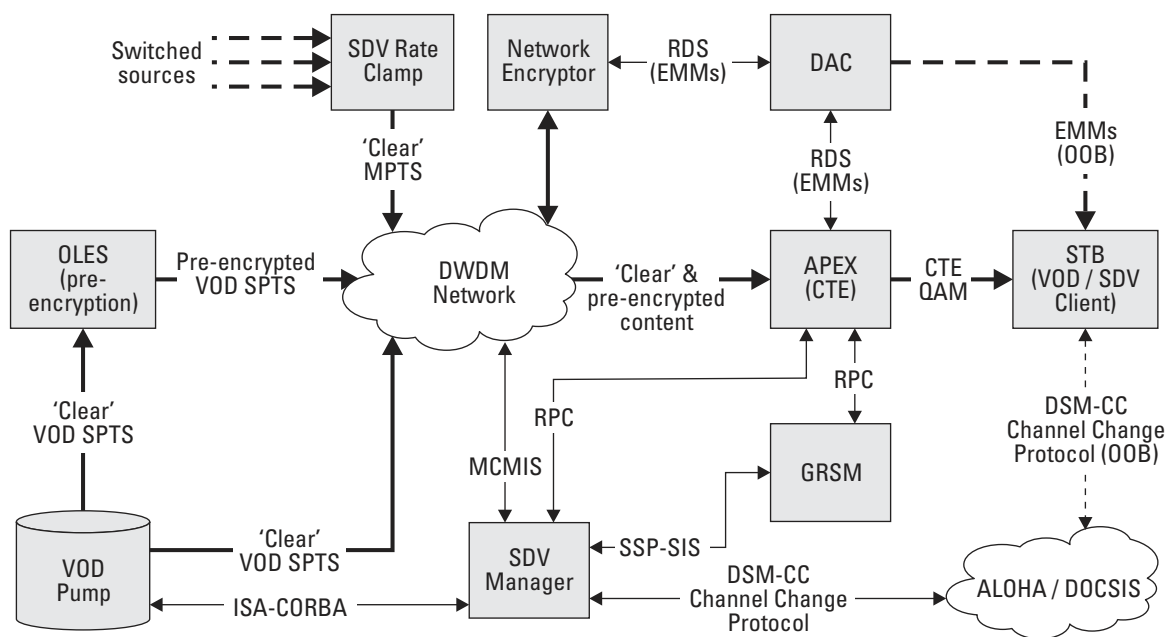 Switched
sources
SDV Rate
Clamp
Network
Encryptor
RDS
(EMMs)
DAC
'Clear'
MPTS
RDS
(EMMs)
EMMs
(OOB)
OLES
(pre-
encryption)
Pre-encrypted
VOD SPTS
DWDM
Network
'Clear' &
pre-encrypted
content
APEX
(CTE)
CTE
QAM
STB
(VOD / SDV
Client)
'Clear'
VOD SPTS
MCMIS
RPC
RPC
DSM-CC
Channel Change
Protocol (OOB)
GRSM
VOD
Pump
'Clear'
VOD SPTS
SDV
Manager
SSP-SIS
ISA-CORBA
DSM-CC
Channel Change
Protocol
ALOHA / DOCSIS